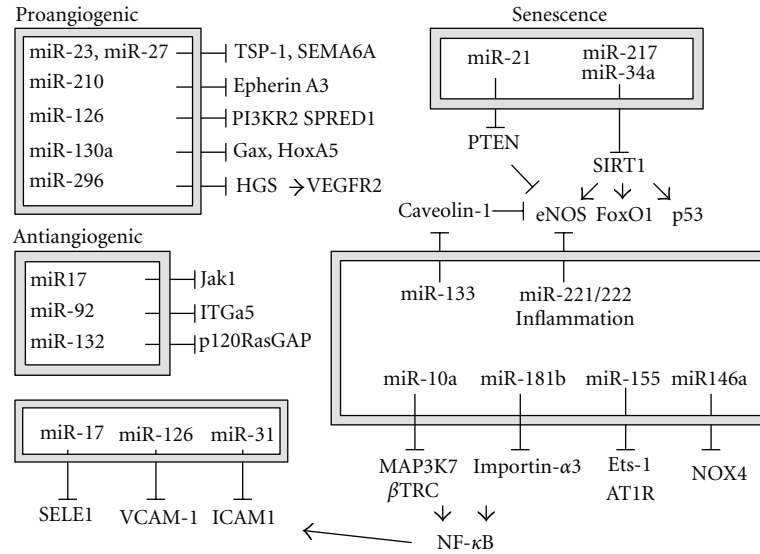 Proangiogenic
miR-23, miR-27 TSP-1, SEMA6A
miR-210 Epherin A3
miR-126 PI3KR2 SPRED1
miR-130a Gax, HoxA5
miR-296 HGS VEGFR2
Antiangiogenic
miR17 Jak1
miR-92 ITGa5
miR-132 p120RasGAP
miR-17 miR-126 miR-31
SELE1 VCAM-1 ICAM1
Senescence
miR-21 miR-217
miR-34a
PTEN
SIRT1
Caveolin-1 eNOS FoxO1 p53
miR-133 miR-221/222
Inflammation
miR-10a miR-181b miR-155 miR146a
MAP3K7 Importin-α3 Ets-1 NOX4
βTRC AT1R
NF-κB